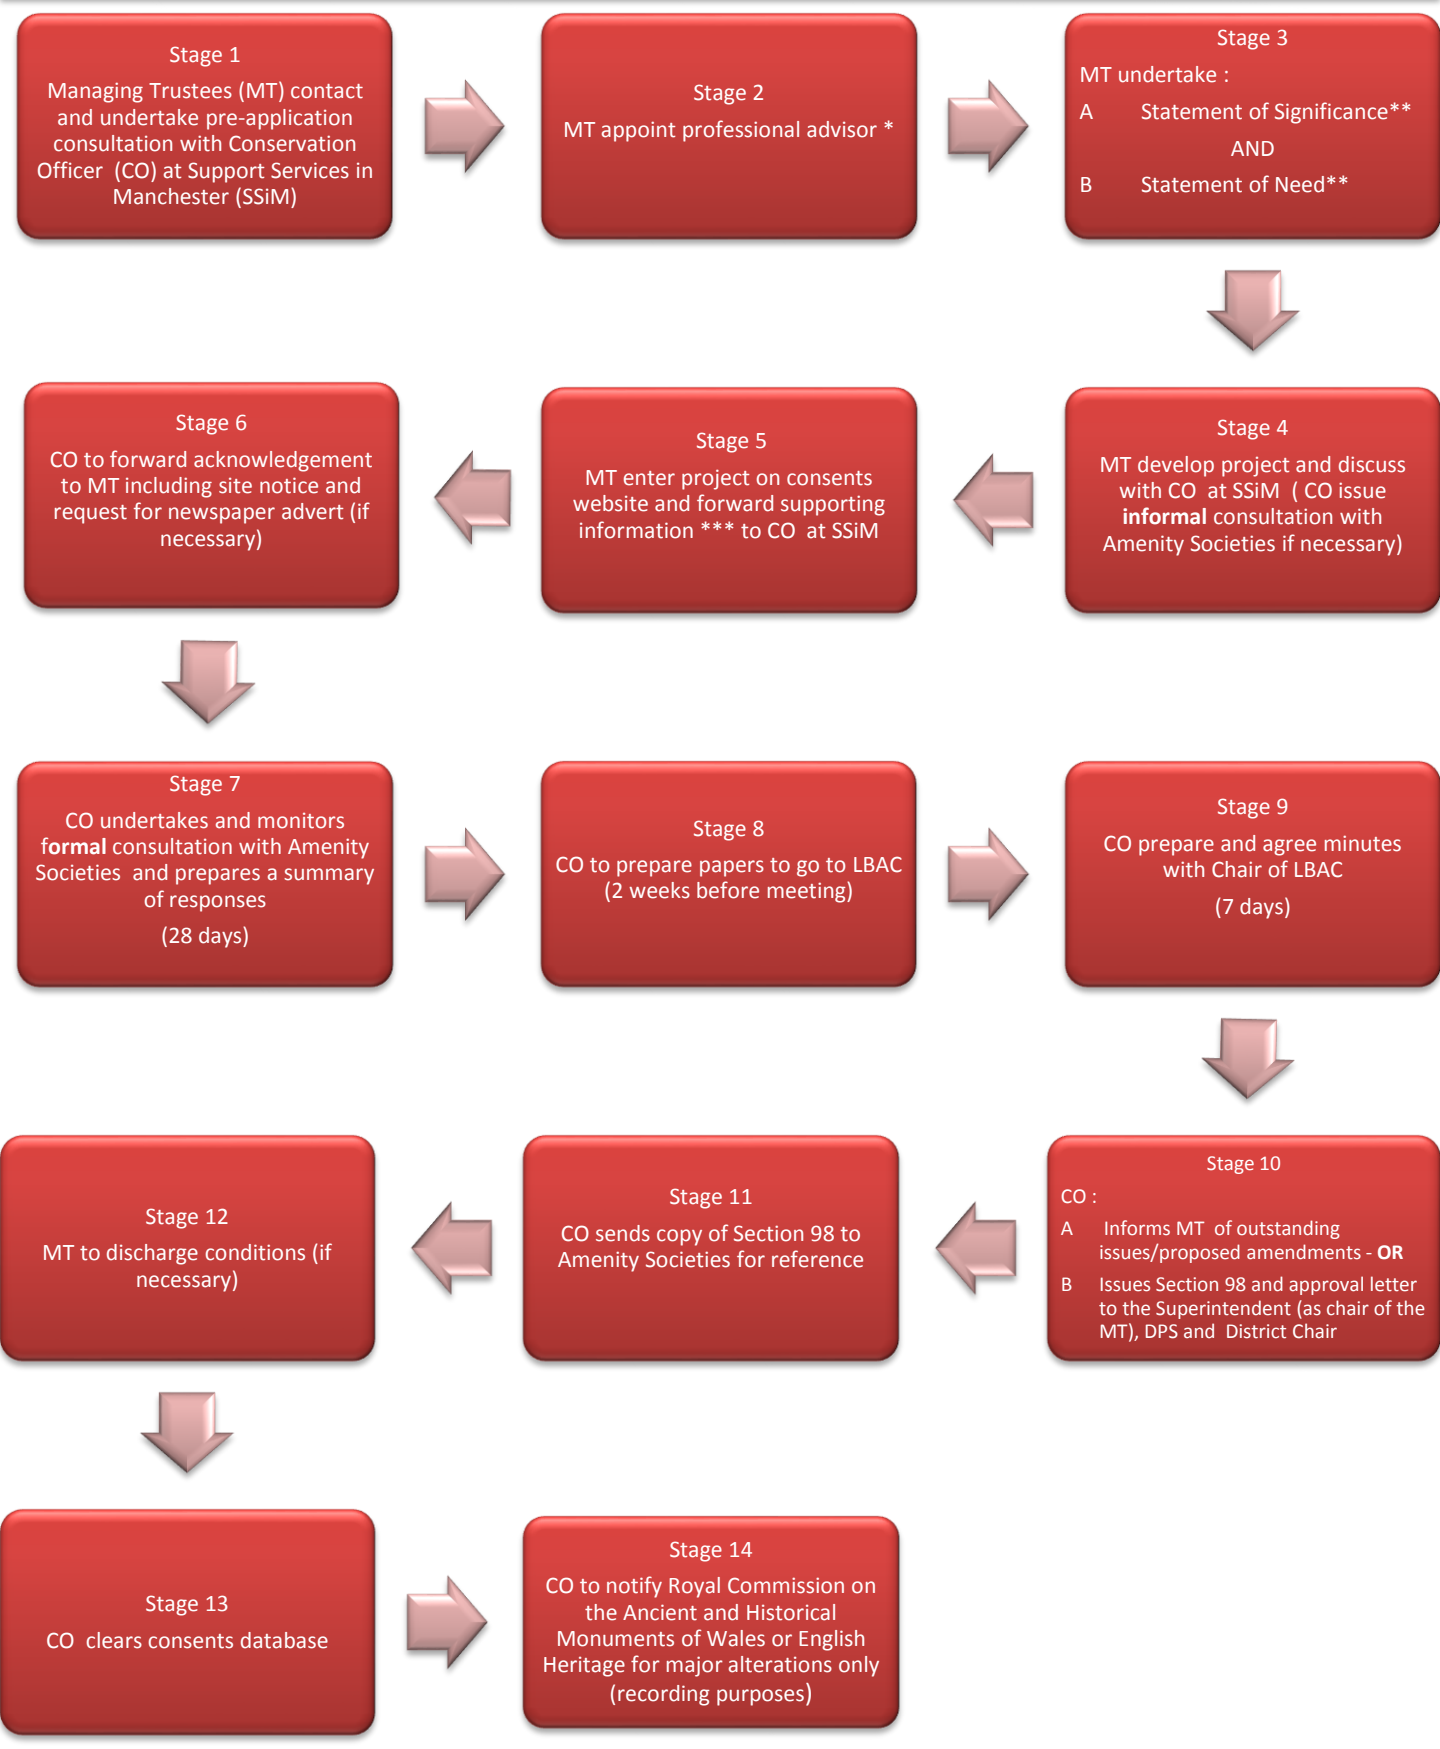 Stage 1
Managing Trustees (MT) contact
and undertake pre-application
consultation with Conservation
Officer (CO) at Support Services in
Manchester (SSiM)
Stage 2
MT appoint professional advisor *
Stage 3
MT undertake :
A Statement of Significance**
AND
B Statement of Need**
Stage 4
MT develop project and discuss
with CO at SSiM ( CO issue
informal consultation with
Amenity Societies if necessary)
Stage 5
MT enter project on consents
website and forward supporting
information *** to CO at SSiM
Stage 6
CO to forward acknowledgement
to MT including site notice and
request for newspaper advert (if
necessary)
Stage 7
CO undertakes and monitors
formal consultation with Amenity
Societies and prepares a summary
of responses
(28 days)
Stage 8
CO to prepare papers to go to LBAC
(2 weeks before meeting)
Stage 9
CO prepare and agree minutes
with Chair of LBAC
(7 days)
Stage 10
CO :
A Informs MT of outstanding
issues/proposed amendments - OR
B Issues Section 98 and approval letter
to the Superintendent (as chair of the
MT), DPS and District Chair
Stage 11
CO sends copy of Section 98 to
Amenity Societies for reference
Stage 12
MT to discharge conditions (if
necessary)
Stage 13
CO clears consents database
Stage 14
CO to notify Royal Commission on
the Ancient and Historical
Monuments of Wales or English
Heritage for major alterations only
(recording purposes)